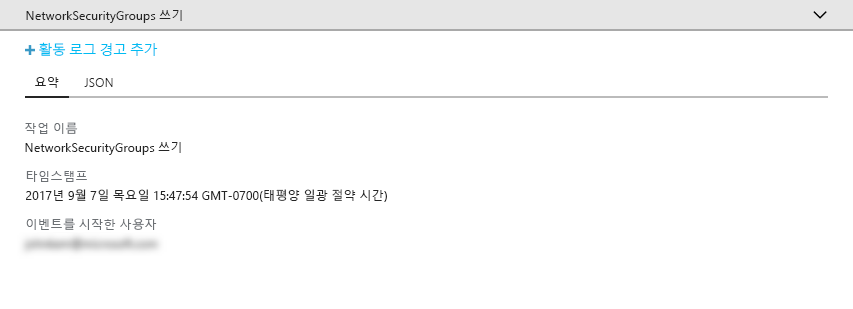 NetworkSecurityGroups 쓰기
활동 로그 경고 추가
요약 JSON
작업 이름
NetworkSecurityGroups 쓰기
타임스탬프
2017년 9월 7일 목요일 15:47:54 GMT-0700(태평양 일광 절약 시간)
이벤트를 시작한 사용자